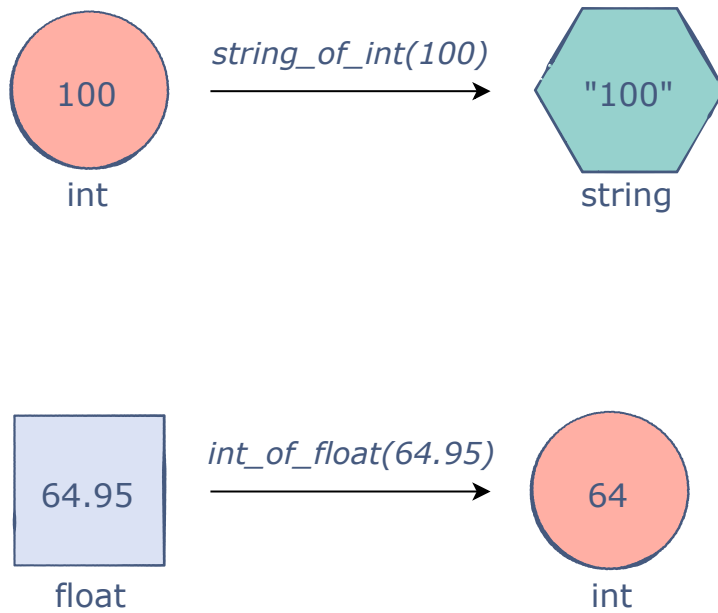 string_of_int(100)
100
"100"
int
string
int_of_float(64.95)
64.95
64
float
int